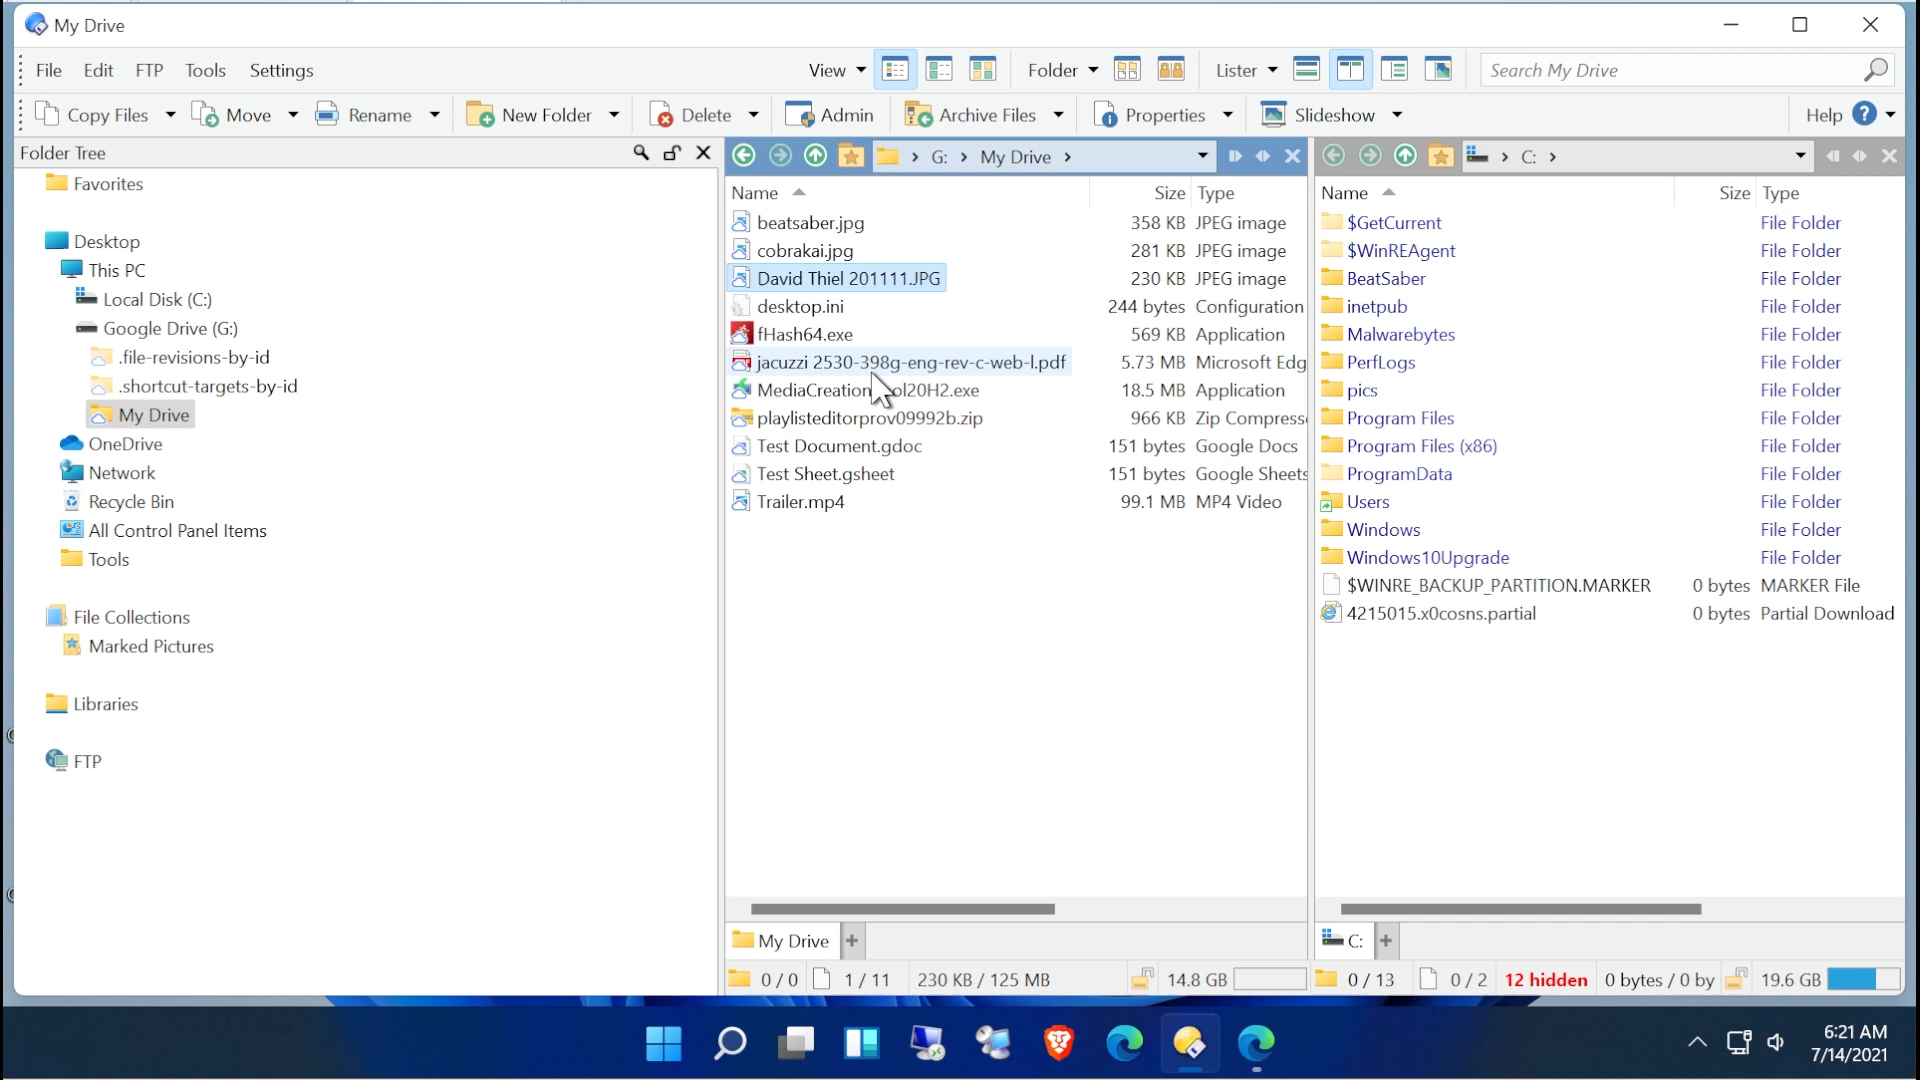 My Drive
File Edit FTP Tools Settings View Folder Lister Search My Drive
Copy Files Move Rename New Folder Delete Admin Archive Files Properties Slideshow Help
Folder Tree
Favorites
Desktop
This PC
Local Disk (C:)
Google Drive (G:)
.file-revisions-by-id
.shortcut-targets-by-id
My Drive
OneDrive
Network
Recycle Bin
All Control Panel Items
Tools
File Collections
Marked Pictures
Libraries
FTP
G: My Drive
Name Size Type
beatsaber.jpg 358 KB JPEG image
cobrakai.jpg 281 KB JPEG image
David Thiel 201111.JPG 230 KB JPEG image
desktop.ini 244 bytes Configuration
fHash64.exe 569 KB Application
jacuzzi 2530-398g-eng-rev-c-web-l.pdf 5.73 MB Microsoft Edg
MediaCreation ol20H2.exe 18.5 MB Application
playlisteditorprov09992b.zip 966 KB Zip Compress
Test Document.gdoc 151 bytes Google Docs
Test Sheet.gsheet 151 bytes Google Sheets
Trailer.mp4 99.1 MB MP4 Video
My Drive +
0 / 0 1 / 11 230 KB / 125 MB 14.8 GB
C:
Name Size Type
$GetCurrent File Folder
$WinREAgent File Folder
BeatSaber File Folder
inetpub File Folder
Malwarebytes File Folder
PerfLogs File Folder
pics File Folder
Program Files File Folder
Program Files (x86) File Folder
ProgramData File Folder
Users File Folder
Windows File Folder
Windows10Upgrade File Folder
$WINRE_BACKUP_PARTITION.MARKER 0 bytes MARKER File
4215015.x0cosns.partial 0 bytes Partial Download
C: +
0 / 13 0 / 2 12 hidden 0 bytes / 0 by 19.6 GB
6:21 AM
7/14/2021